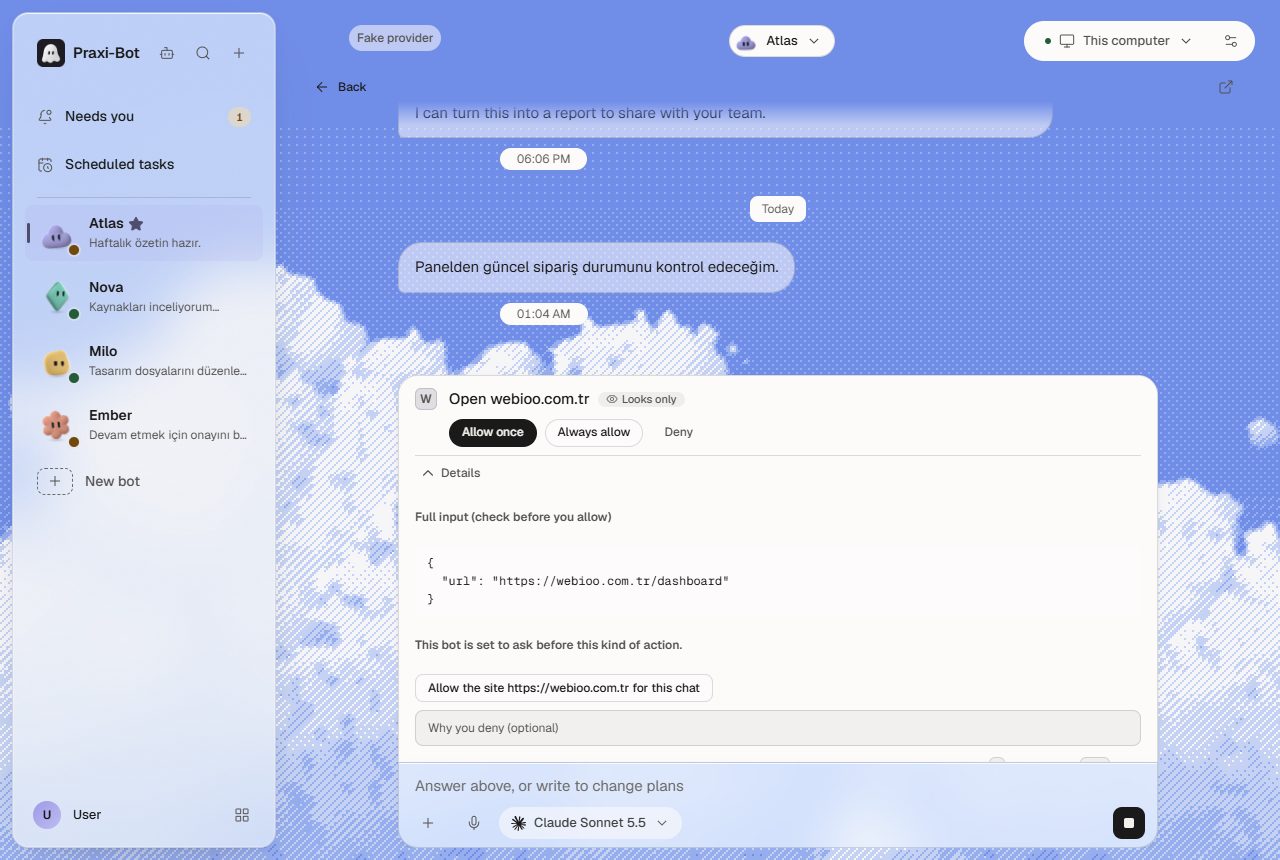 Praxi-Bot
Needs you
1
Scheduled tasks
Atlas
Haftalık özetin hazır.
Nova
Kaynakları inceliyorum…
Milo
Tasarım dosyalarını düzenle…
Ember
Devam etmek için onayını b…
New bot
U
User
Fake provider
Atlas
This computer
Back
I can turn this into a report to share with your team.
06:06 PM
Today
Panelden güncel sipariş durumunu kontrol edeceğim.
01:04 AM
W
Open webioo.com.tr
Looks only
Allow once
Always allow
Deny
Details
Full input (check before you allow)
{
"url": "https://webioo.com.tr/dashboard"
}
This bot is set to ask before this kind of action.
Allow the site https://webioo.com.tr for this chat
Why you deny (optional)
Answer above, or write to change plans
Claude Sonnet 5.5